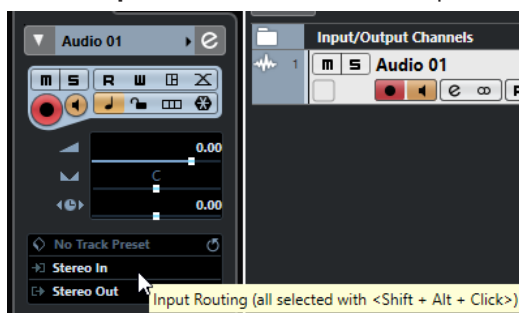 Audio 01
m S R W
0.00
C
0.00
No Track Preset
Stereo In
Stereo Out
Input Routing (all selected with <Shift + Alt + Click>)
Input/Output Channels
1 m S Audio 01
e R